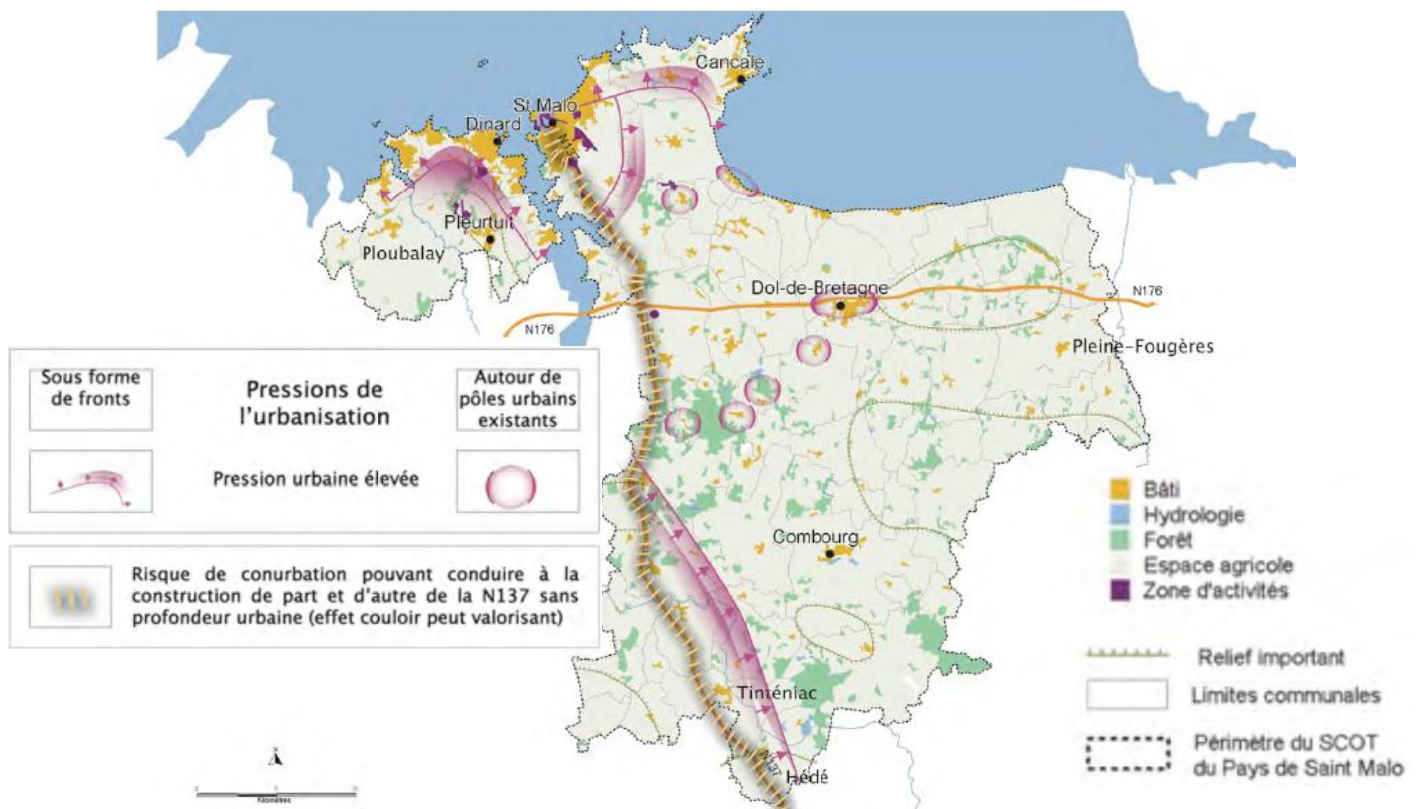 Cancale
St Malo
Dinard
N137
Pleurtuit
Ploubalay
Dol-de-Bretagne
N176
N176
Pleine-Fougères
Combourg
Tinténiac
N137
Hédé
Sous forme
de fronts
Pressions de
l'urbanisation
Autour de
pôles urbains
existants
Pression urbaine élevée
Risque de conurbation pouvant conduire à la
construction de part et d'autre de la N137 sans
profondeur urbaine (effet couloir peut valorisant)
Bâti
Hydrologie
Forêt
Espace agricole
Zone d'activités
Relief important
Limites communales
Périmètre du SCOT
du Pays de Saint Malo
Kilomètres